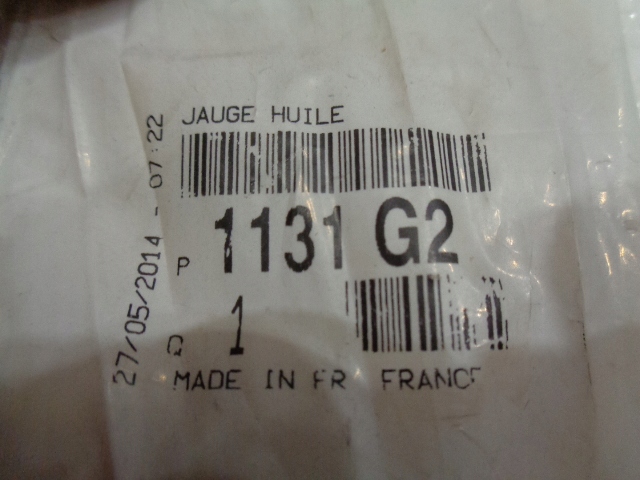 JAUGE HUILE
P 1131 G2
Q 1
MADE IN FR FRANCE
27/05/2014 - 07:22